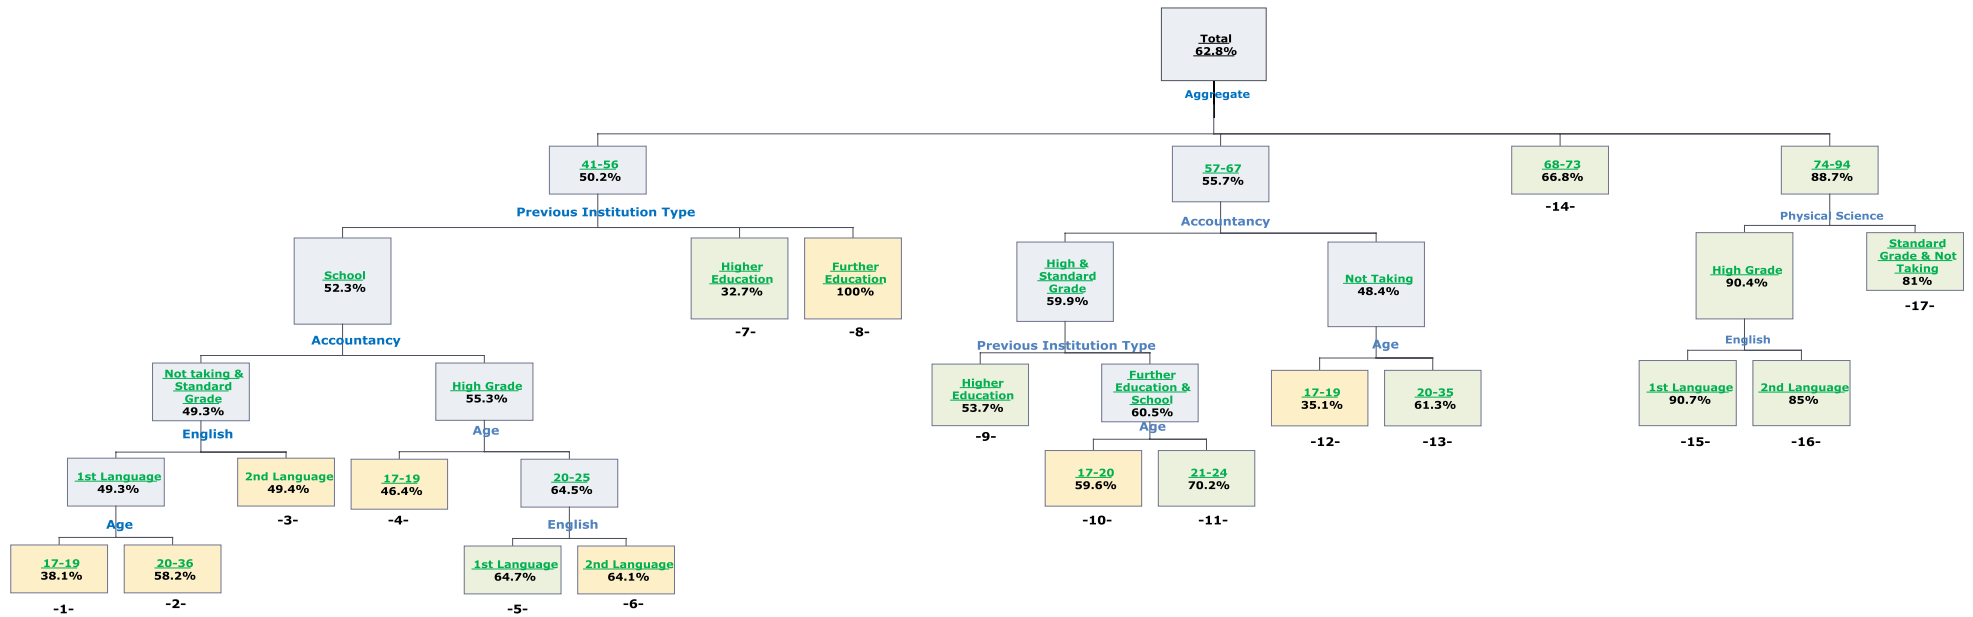 Total
62.8%
Aggregate
41-56
50.2%
57-67
55.7%
68-73
66.8%
-14-
74-94
88.7%
Previous Institution Type
Accountancy
Physical Science
School
52.3%
Higher
Education
32.7%
-7-
Further
Education
100%
-8-
High &
Standard
Grade
59.9%
Not Taking
48.4%
High Grade
90.4%
Standard
Grade & Not
Taking
81%
-17-
Accountancy
Previous Institution Type
Age
English
Not taking &
Standard
Grade
49.3%
High Grade
55.3%
Higher
Education
53.7%
-9-
Further
Education &
School
60.5%
17-19
35.1%
-12-
20-35
61.3%
-13-
1st Language
90.7%
-15-
2nd Language
85%
-16-
English
Age
Age
1st Language
49.3%
2nd Language
49.4%
-3-
17-19
46.4%
-4-
20-25
64.5%
17-20
59.6%
-10-
21-24
70.2%
-11-
Age
English
17-19
38.1%
-1-
20-36
58.2%
-2-
1st Language
64.7%
-5-
2nd Language
64.1%
-6-